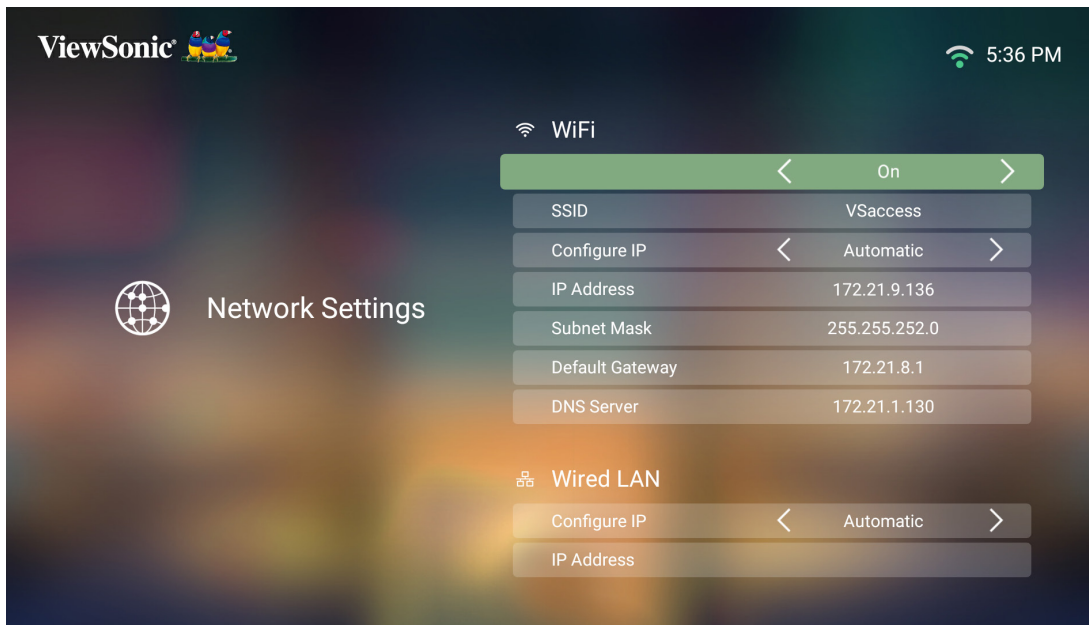 ViewSonic®
5:36 PM
WiFi
On
SSID VSaccess
Configure IP Automatic
IP Address 172.21.9.136
Network Settings
Subnet Mask 255.255.252.0
Default Gateway 172.21.8.1
DNS Server 172.21.1.130
Wired LAN
Configure IP Automatic
IP Address